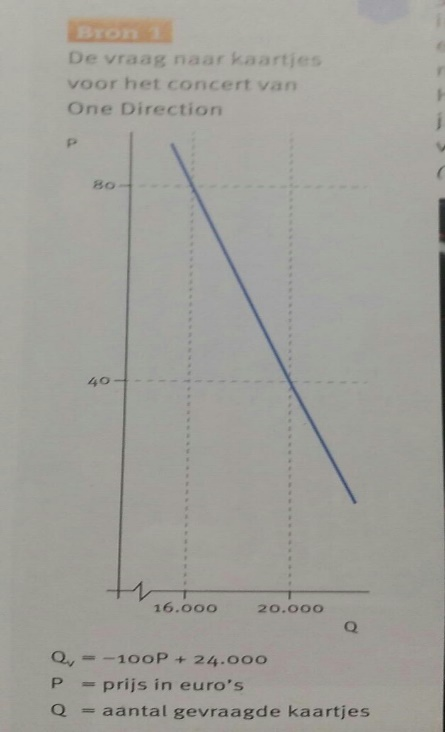 Bron 1
De vraag naar kaartjes
voor het concert van
One Direction
P
80
40
16.000 20.000
Q
Qv = −100P + 24.000
P = prijs in euro's
Q = aantal gevraagde kaartjes